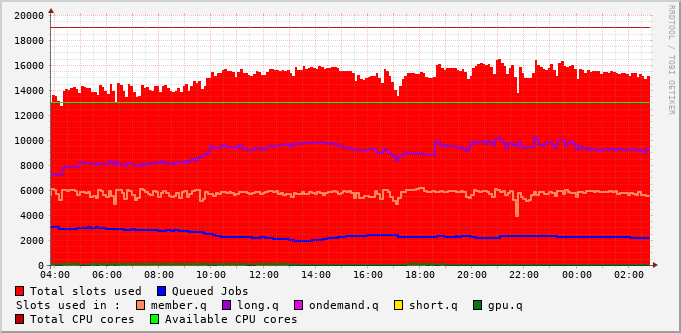 20000
18000
16000
14000
12000
10000
8000
6000
4000
2000
0
04:00 06:00 08:00 10:00 12:00 14:00 16:00 18:00 20:00 22:00 00:00 02:00
RRDTOOL / TOBI OETIKER
Total slots used Queued Jobs
Slots used in : member.q long.q ondemand.q short.q gpu.q
Total CPU cores Available CPU cores